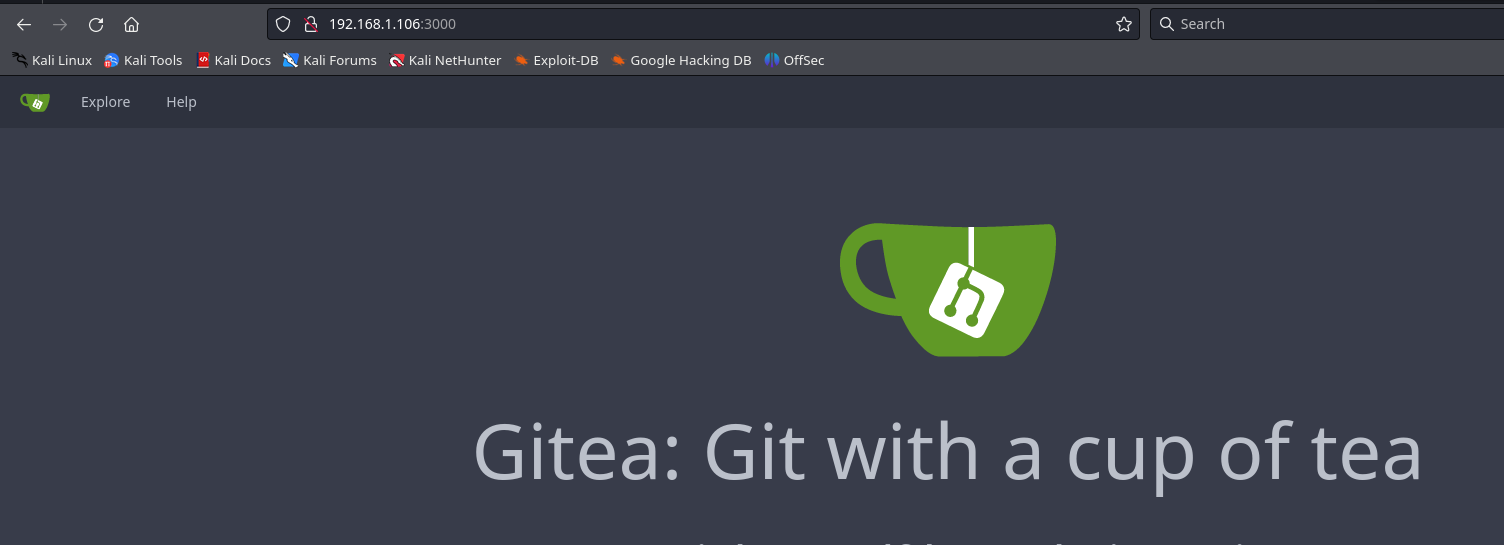 192.168.1.106:3000 Search
Kali Linux Kali Tools Kali Docs Kali Forums Kali NetHunter Exploit-DB Google Hacking DB OffSec
Explore Help
Gitea: Git with a cup of tea